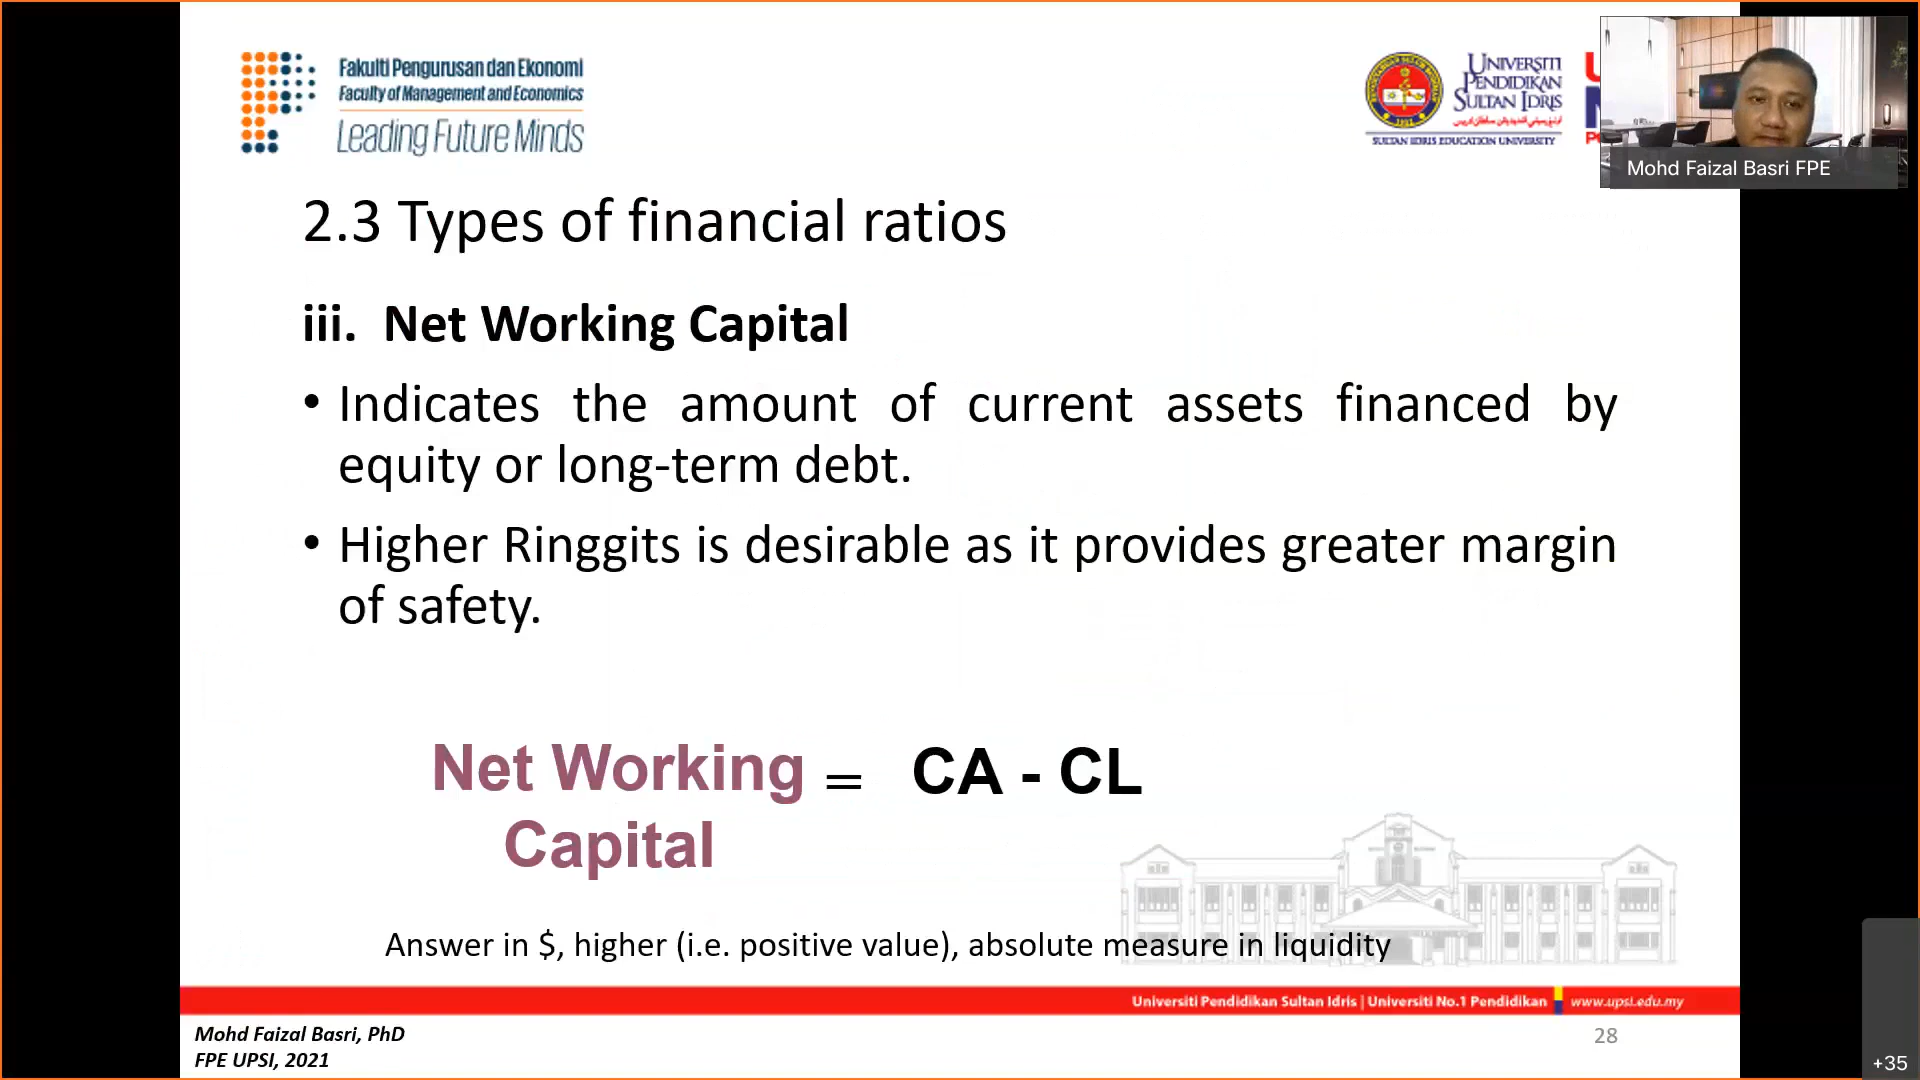 Fakulti Pengurusan dan Ekonomi
Faculty of Management and Economics
Leading Future Minds
UNIVERSITI
PENDIDIKAN
SULTAN IDRIS
SULTAN IDRIS EDUCATION UNIVERSITY
Mohd Faizal Basri FPE
2.3 Types of financial ratios
iii. Net Working Capital
• Indicates the amount of current assets financed by
equity or long-term debt.
• Higher Ringgits is desirable as it provides greater margin
of safety.
Net Working = CA - CL
Capital
Answer in $, higher (i.e. positive value), absolute measure in liquidity
Universiti Pendidikan Sultan Idris | Universiti No.1 Pendidikan www.upsi.edu.my
Mohd Faizal Basri, PhD
FPE UPSI, 2021
28
+35